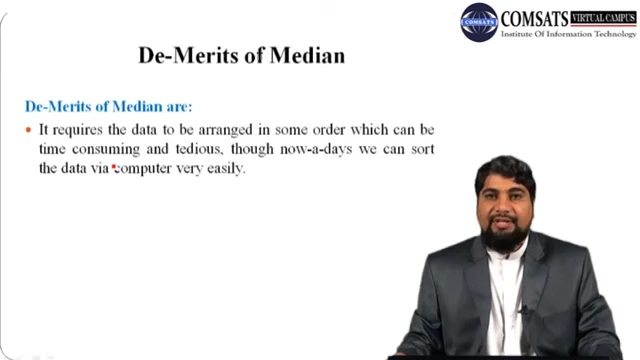 COMSATS VIRTUAL CAMPUS
Institute Of Information Technology
De-Merits of Median
De-Merits of Median are:
• It requires the data to be arranged in some order which can be
time consuming and tedious, though now-a-days we can sort
the data via computer very easily.